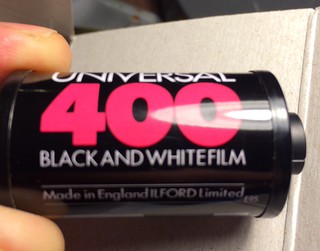 UNIVERSAL
400
BLACK AND WHITE FILM
Made in England ILFORD Limited